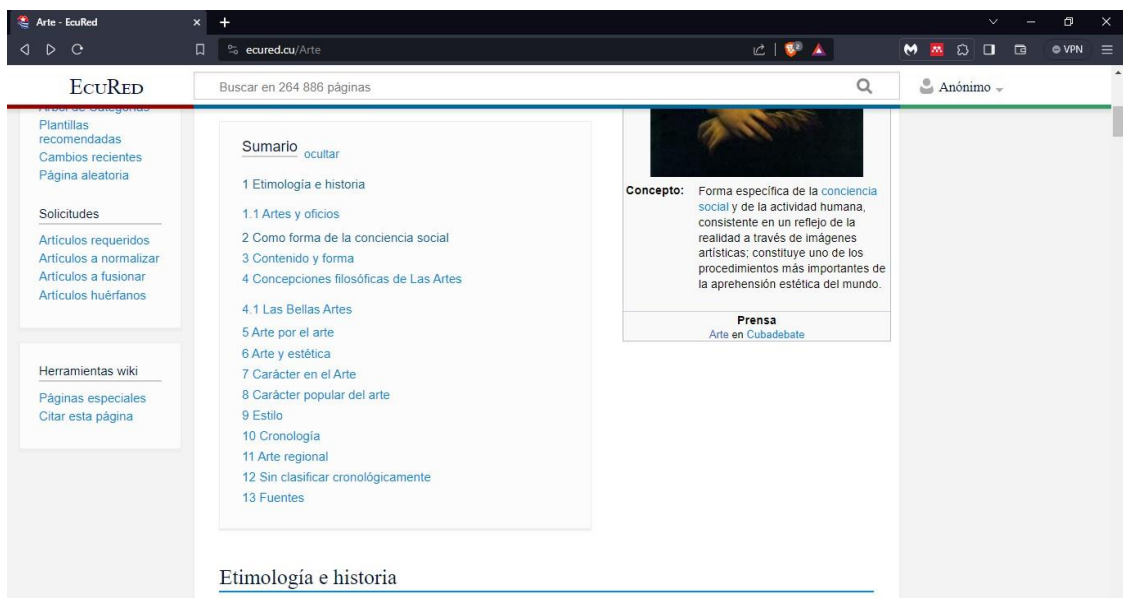 Arte - EcuRed
ecured.cu/Arte
VPN
EcuRed
Buscar en 264 886 páginas
Anónimo
Árbol de Categorías
Plantillas
recomendadas
Cambios recientes
Página aleatoria
Solicitudes
Artículos requeridos
Artículos a normalizar
Artículos a fusionar
Artículos huérfanos
Herramientas wiki
Páginas especiales
Citar esta página
Sumario ocultar
1 Etimología e historia
1.1 Artes y oficios
2 Como forma de la conciencia social
3 Contenido y forma
4 Concepciones filosóficas de Las Artes
4.1 Las Bellas Artes
5 Arte por el arte
6 Arte y estética
7 Carácter en el Arte
8 Carácter popular del arte
9 Estilo
10 Cronología
11 Arte regional
12 Sin clasificar cronológicamente
13 Fuentes
Concepto: Forma específica de la conciencia
social y de la actividad humana,
consistente en un reflejo de la
realidad a través de imágenes
artísticas; constituye uno de los
procedimientos más importantes de
la aprehensión estética del mundo.
Prensa
Arte en Cubadebate
Etimología e historia